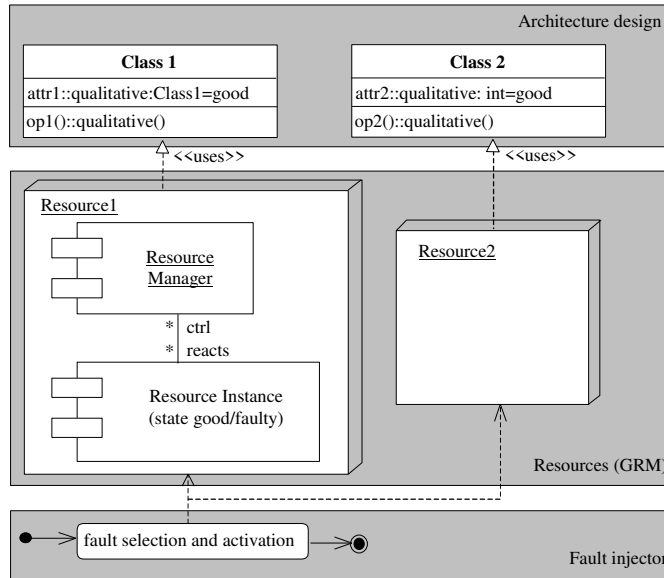 Architecture design
Class 1
attr1::qualitative:Class1=good
op1()::qualitative()
Class 2
attr2::qualitative: int=good
op2()::qualitative()
<<uses>>
<<uses>>
Resource1
Resource
Manager
* ctrl
* reacts
Resource Instance
(state good/faulty)
Resource2
Resources (GRM)
fault selection and activation
Fault injector